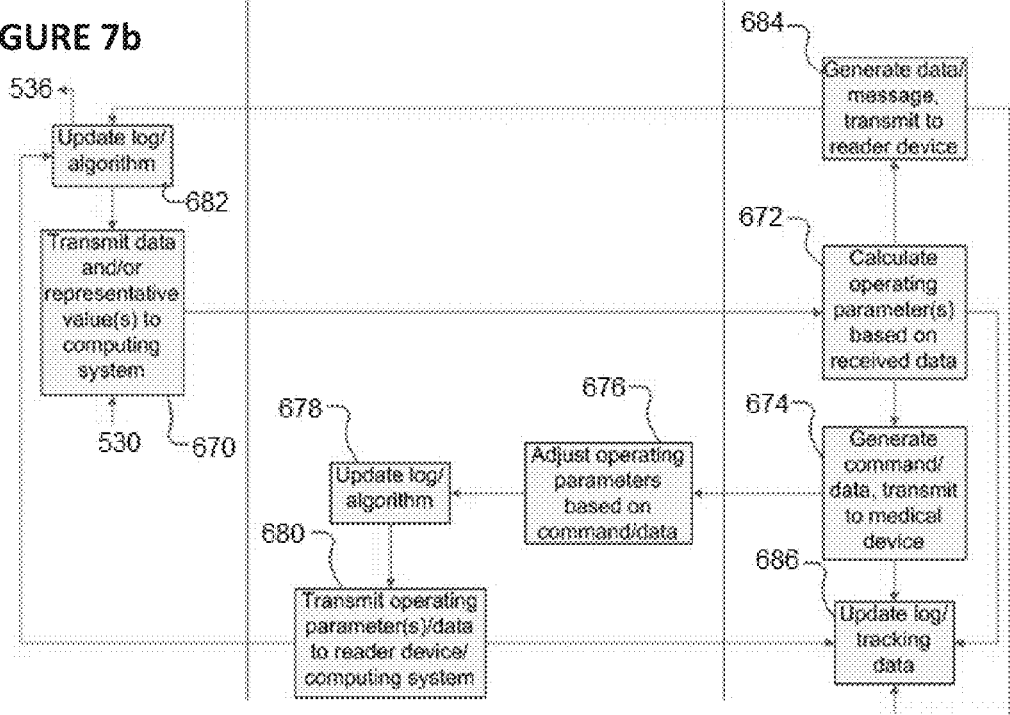 GURE 7b
684
Generate data/
message,
transmit to
reader device
536
Update log/
algorithm
682
672
Transmit data
and/or
representative
value(s) to
computing
system
Calculate
operating
parameter(s)
based on
received data
530
670
678
676
674
Update log/
algorithm
Adjust operating
parameters
based on
command/data
Generate
command/
data, transmit
to medical
device
680
686
Transmit operating
parameter(s)/data
to reader device/
computing system
Update log/
tracking
data